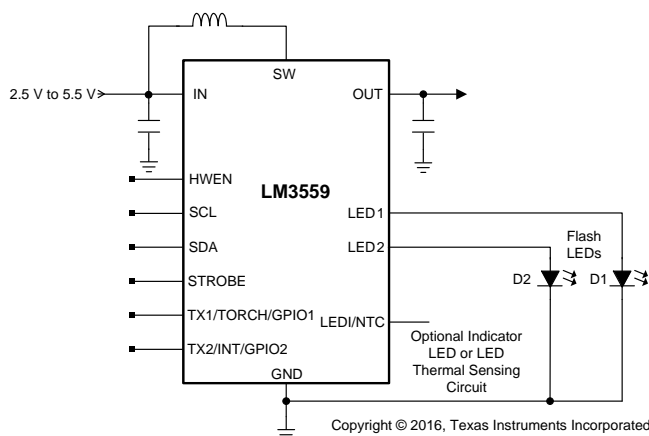 SW
2.5 V to 5.5 V
IN
OUT
HWEN
LM3559
SCL
LED1
SDA
LED2
Flash
LEDs
STROBE
D2
D1
TX1/TORCH/GPIO1
LEDI/NTC
Optional Indicator
LED or LED
Thermal Sensing
Circuit
TX2/INT/GPIO2
GND
Copyright © 2016, Texas Instruments Incorporated